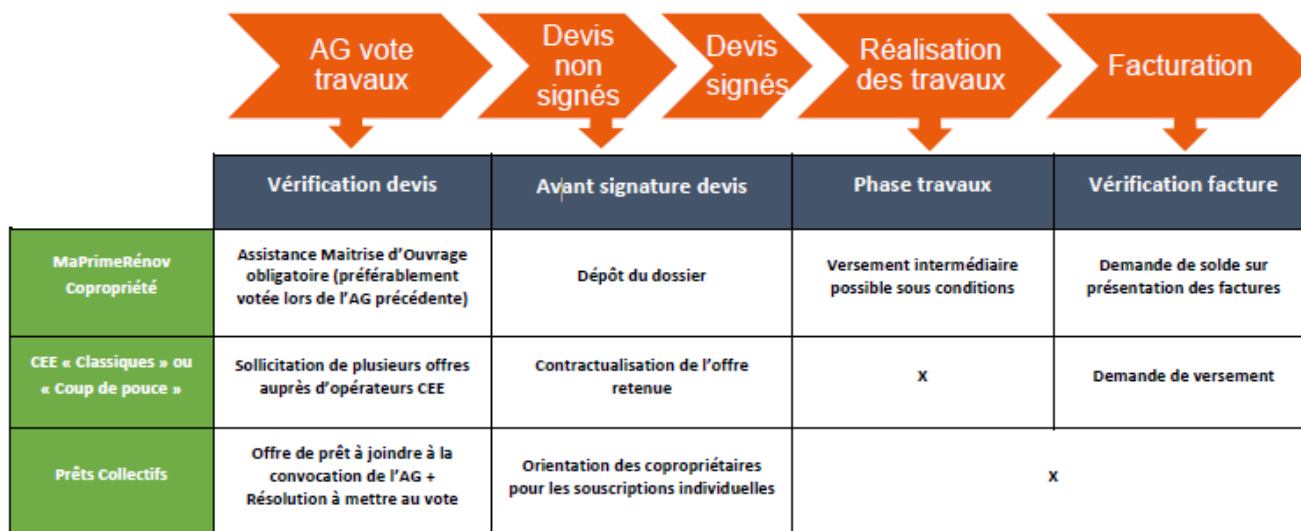 AG vote
travaux
Devis
non
signés
Devis
signés
Réalisation
des travaux
Facturation
Vérification devis
Avant signature devis
Phase travaux
Vérification facture
MaPrimeRénov
Copropriété
Assistance Maitrise d’Ouvrage
obligatoire (préférablement
votée lors de l’AG précédente)
Dépôt du dossier
Versement intermédiaire
possible sous conditions
Demande de solde sur
présentation des factures
CEE « Classiques » ou
« Coup de pouce »
Sollicitation de plusieurs offres
auprès d’opérateurs CEE
Contractualisation de l’offre
retenue
X
Demande de versement
Prêts Collectifs
Offre de prêt à joindre à la
convocation de l’AG +
Résolution à mettre au vote
Orientation des copropriétaires
pour les souscriptions individuelles
X